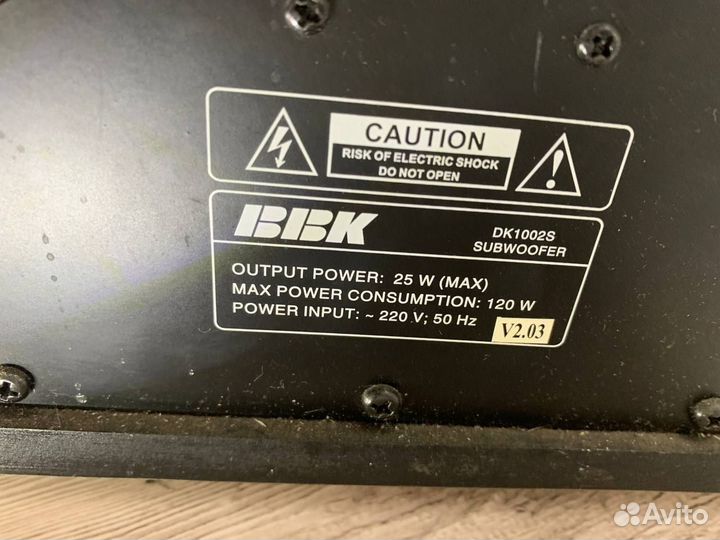 CAUTION
RISK OF ELECTRIC SHOCK
DO NOT OPEN
BBK
DK1002S
SUBWOOFER
OUTPUT POWER: 25 W (MAX)
MAX POWER CONSUMPTION: 120 W
POWER INPUT: ~ 220 V; 50 Hz
V2.03
Avito